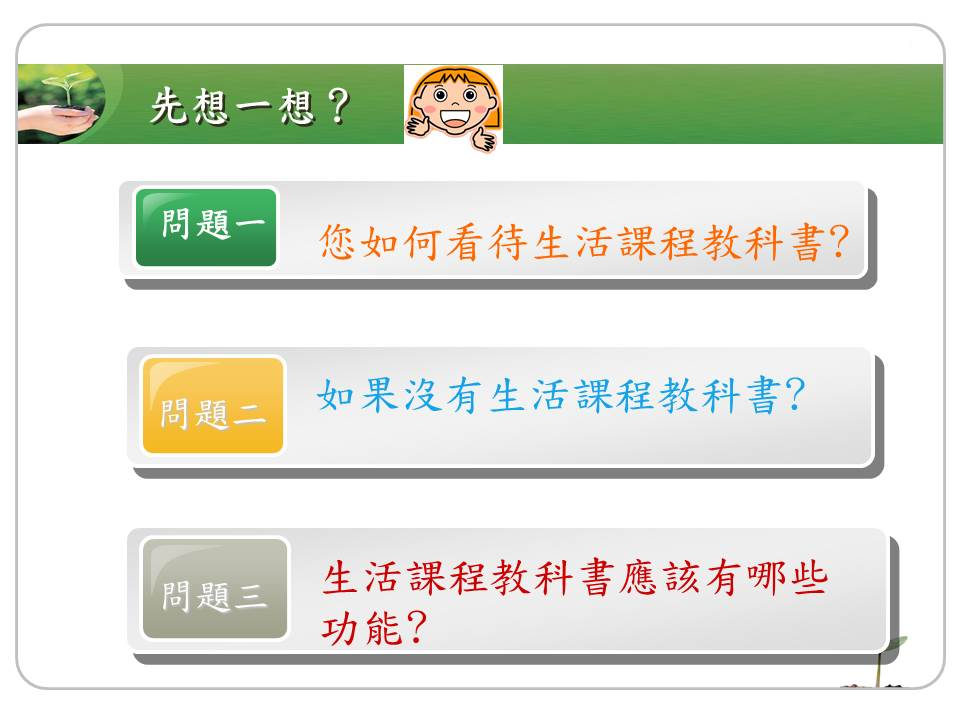 先想一想？
問題一
您如何看待生活課程教科書?
問題二
如果沒有生活課程教科書?
問題三
生活課程教科書應該有哪些
功能?